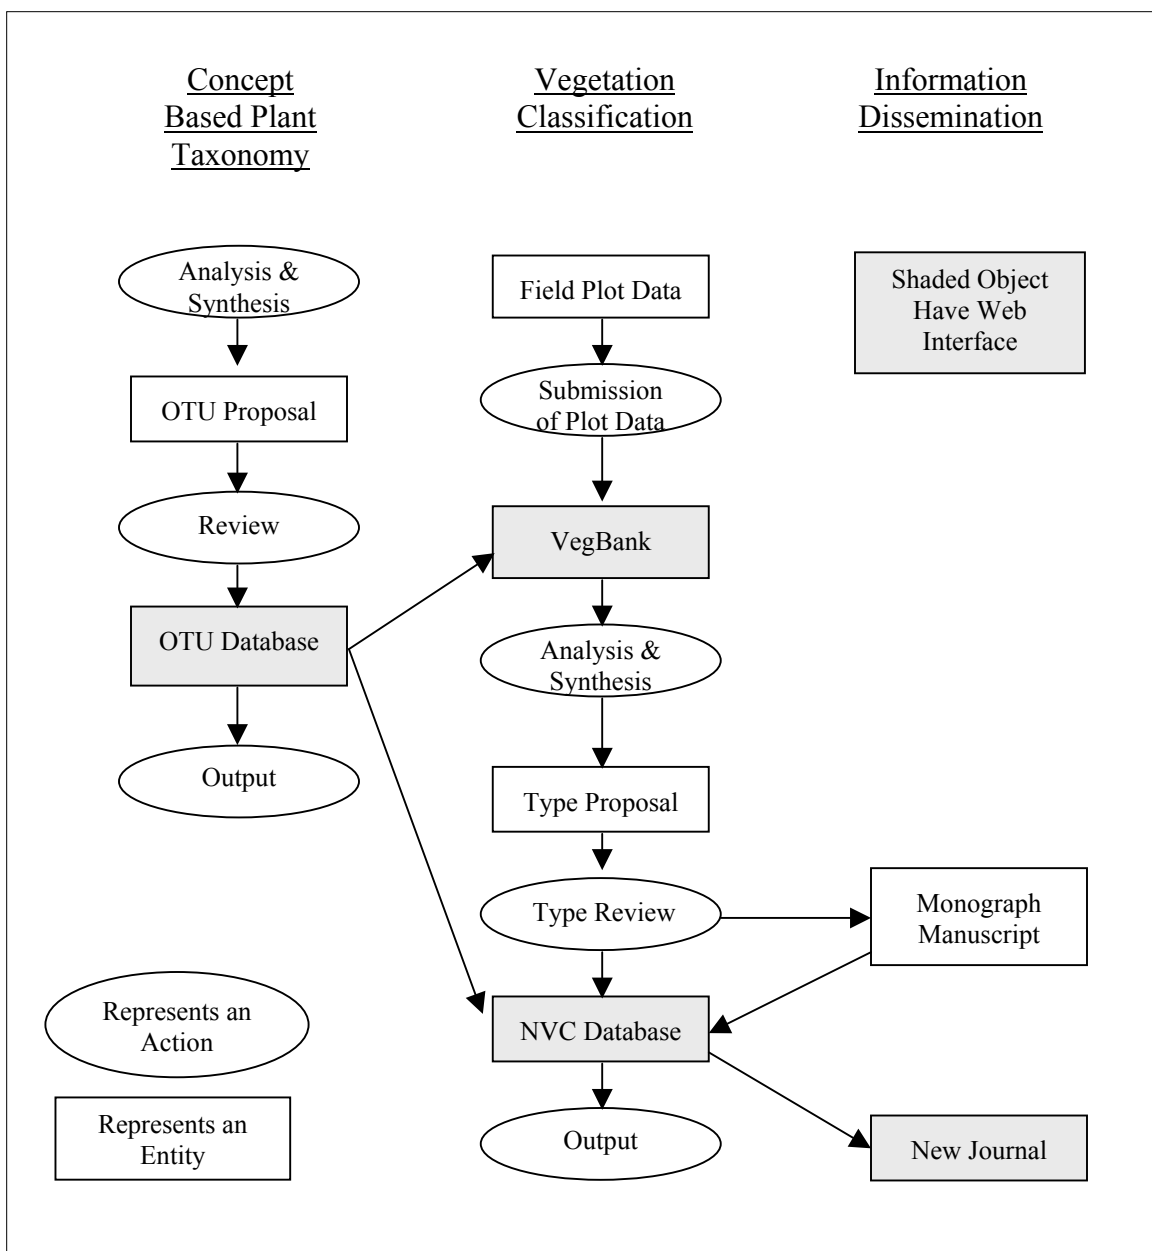 Concept
Based Plant
Taxonomy
Vegetation
Classification
Information
Dissemination
Analysis &
Synthesis
OTU Proposal
Review
OTU Database
Output
Represents an
Action
Represents an
Entity
Field Plot Data
Submission
of Plot Data
VegBank
Analysis &
Synthesis
Type Proposal
Type Review
NVC Database
Output
Shaded Object
Have Web
Interface
Monograph
Manuscript
New Journal